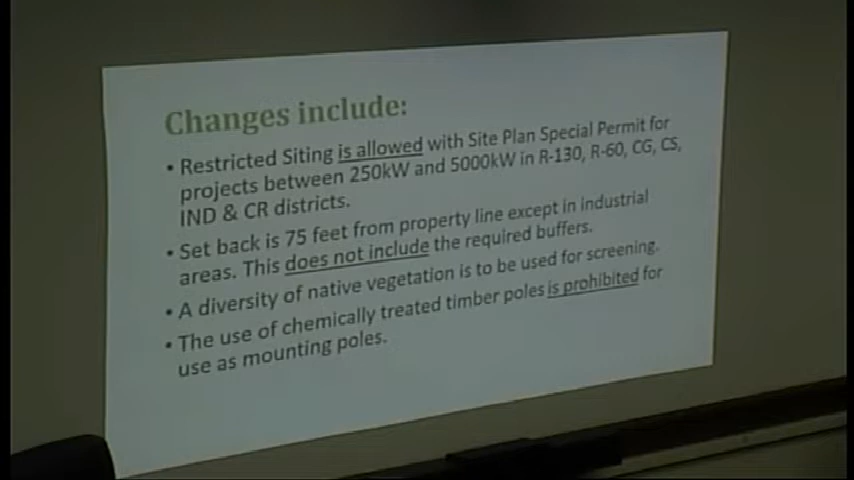 Changes include:
• Restricted Siting is allowed with Site Plan Special Permit for
projects between 250kW and 5000kW in R-130, R-60, CG, CS,
IND & CR districts.
• Set back is 75 feet from property line except in industrial
areas. This does not include the required buffers.
• A diversity of native vegetation is to be used for screening.
• The use of chemically treated timber poles is prohibited for
use as mounting poles.